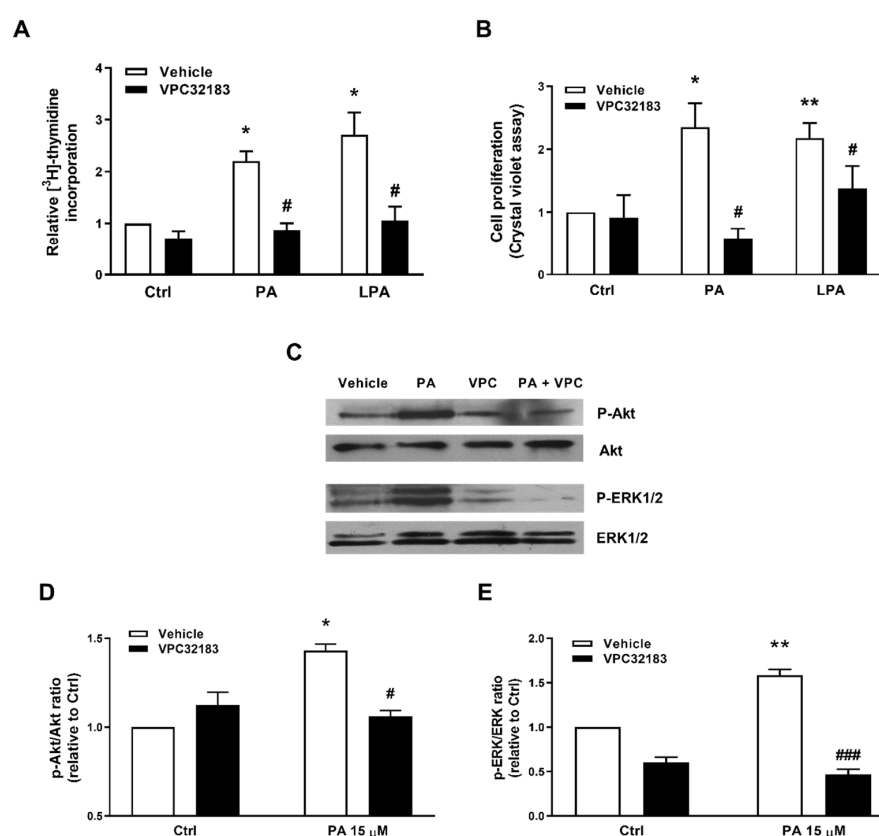 A
Vehicle
VPC32183
Relative [³H]-thymidine
incorporation
4
3
2
1
0
*
#
*
#
Ctrl PA LPA
B
Vehicle
VPC32183
Cell proliferation
(Crystal violet assay)
3
2
1
0
*
#
**
#
Ctrl PA LPA
C
Vehicle PA VPC PA + VPC
P-Akt
Akt
P-ERK1/2
ERK1/2
D
Vehicle
VPC32183
p-Akt/Akt ratio
(relative to Ctrl)
1.5
1.0
0.5
*
#
Ctrl PA 15 μM
E
Vehicle
VPC32183
p-ERK/ERK ratio
(relative to Ctrl)
2.0
1.5
1.0
0.5
0.0
**
###
Ctrl PA 15 μM